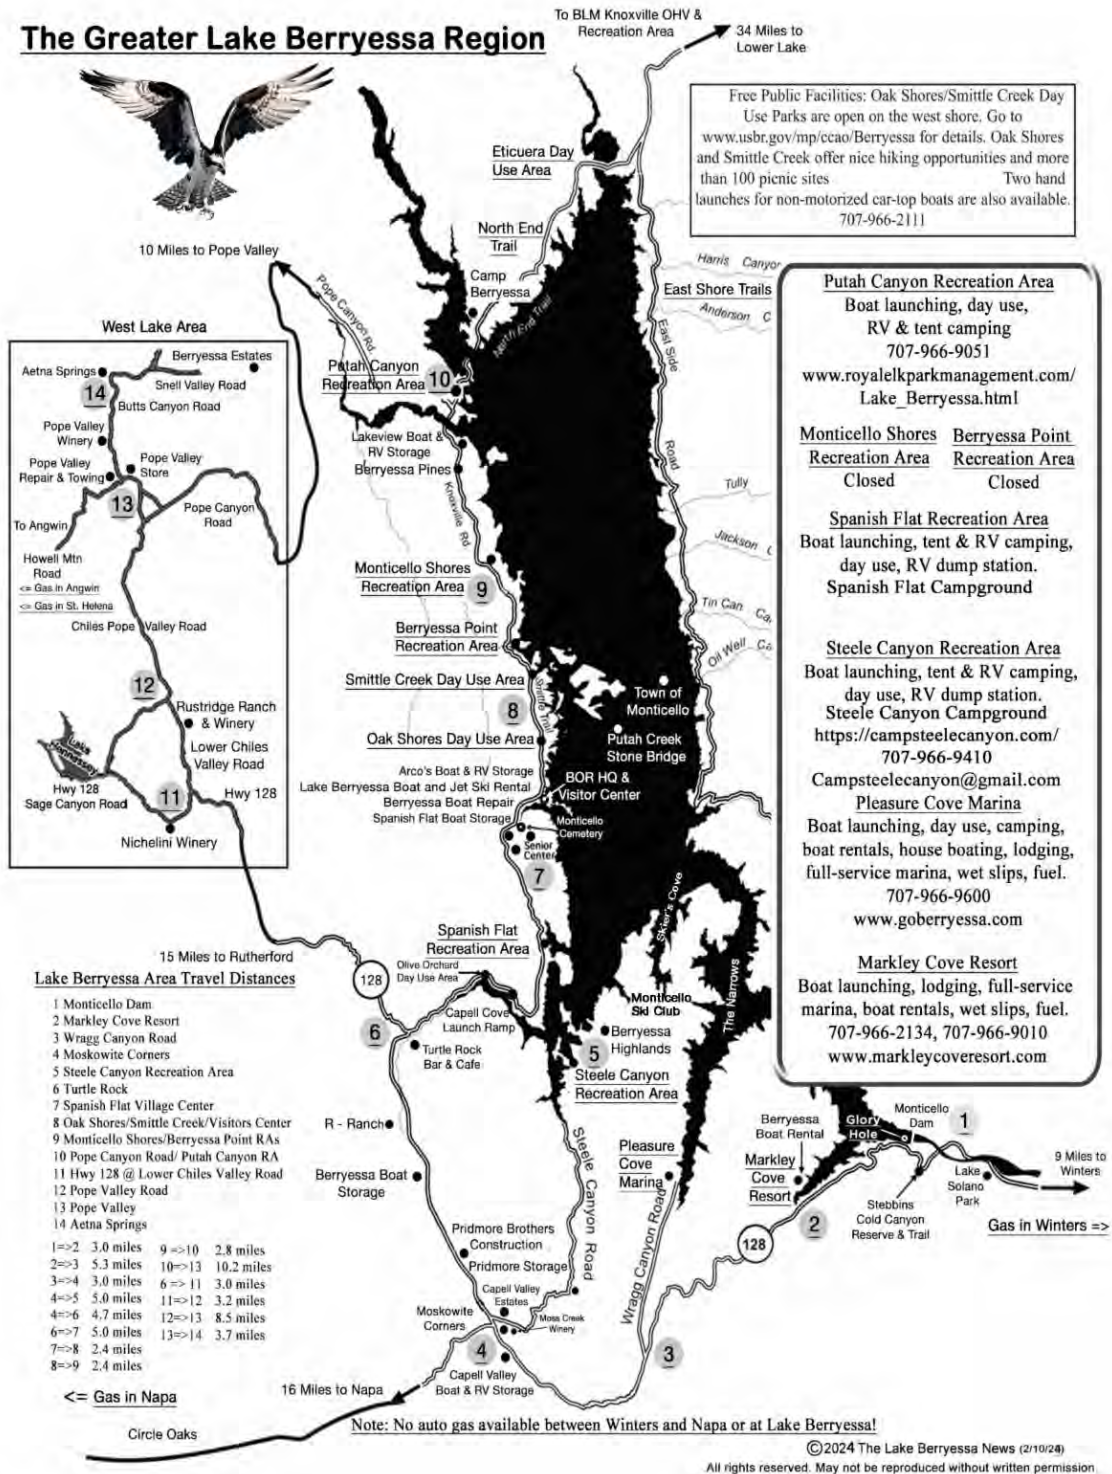 The Greater Lake Berryessa Region
To BLM Knoxville OHV &
Recreation Area
34 Miles to
Lower Lake
Free Public Facilities: Oak Shores/Smittle Creek Day
Use Parks are open on the west shore. Go to
www.usbr.gov/mp/ccao/Berryessa for details. Oak Shores
and Smittle Creek offer nice hiking opportunities and more
than 100 picnic sites Two hand
launches for non-motorized car-top boats are also available.
707-966-2111
Eticuera Day
Use Area
North End
Trail
Camp
Berryessa
North End Trail
10 Miles to Pope Valley
Pope Canyon Rd.
Putah Canyon
Recreation Area
10
Harris Canyon
East Shore Trails
Anderson C
East Side
Road
Tully
Jackson C
Tin Can Ca
Oil Well Ca
Lakeview Boat &
RV Storage
Berryessa Pines
Knoxville Rd
Monticello Shores
Recreation Area
9
Berryessa Point
Recreation Area
Smittle Creek Day Use Area
Smittle Trail
8
Oak Shores Day Use Area
Town of
Monticello
Putah Creek
Stone Bridge
Arco's Boat & RV Storage
Lake Berryessa Boat and Jet Ski Rental
Berryessa Boat Repair
Spanish Flat Boat Storage
BOR HQ &
Visitor Center
Monticello
Cemetery
Senior
Center
7
Spanish Flat
Recreation Area
Olive Orchard
Day Use Area
Capell Cove
Launch Ramp
Skier's Cove
The Narrows
Monticello
Ski Club
Berryessa
Highlands
5
Steele Canyon
Recreation Area
West Lake Area
Berryessa Estates
Aetna Springs
Snell Valley Road
14
Butts Canyon Road
Pope Valley
Winery
Pope Valley
Store
Pope Valley
Repair & Towing
13
Pope Canyon
Road
To Angwin
Howell Mtn
Road
<= Gas in Angwin
<= Gas in St. Helena
Chiles Pope Valley Road
12
Rustridge Ranch
& Winery
Lower Chiles
Valley Road
Lake
Hennessey
Hwy 128
Sage Canyon Road
11
Hwy 128
Nichelini Winery
Putah Canyon Recreation Area
Boat launching, day use,
RV & tent camping
707-966-9051
www.royalelkparkmanagement.com/
Lake_Berryessa.html
Monticello Shores
Recreation Area
Closed
Berryessa Point
Recreation Area
Closed
Spanish Flat Recreation Area
Boat launching, tent & RV camping,
day use, RV dump station.
Spanish Flat Campground
Steele Canyon Recreation Area
Boat launching, tent & RV camping,
day use, RV dump station.
Steele Canyon Campground
https://campsteelecanyon.com/
707-966-9410
Campsteelecanyon@gmail.com
Pleasure Cove Marina
Boat launching, day use, camping,
boat rentals, house boating, lodging,
full-service marina, wet slips, fuel.
707-966-9600
www.goberryessa.com
Markley Cove Resort
Boat launching, lodging, full-service
marina, boat rentals, wet slips, fuel.
707-966-2134, 707-966-9010
www.markleycoveresort.com
15 Miles to Rutherford
128
6
Turtle Rock
Bar & Cafe
R - Ranch
Berryessa Boat
Storage
Pridmore Brothers
Construction
Pridmore Storage
Capell Valley
Estates
Moss Creek
Winery
Moskowite
Corners
4
Capell Valley
Boat & RV Storage
16 Miles to Napa
Steele Canyon Road
Pleasure
Cove
Marina
Wragg Canyon Road
3
128
Berryessa
Boat Rental
Markley
Cove
Resort
2
Glory
Hole
Monticello
Dam
1
Lake
Solano
Park
Stebbins
Cold Canyon
Reserve & Trail
9 Miles to
Winters
Gas in Winters =>
Lake Berryessa Area Travel Distances
1 Monticello Dam
2 Markley Cove Resort
3 Wragg Canyon Road
4 Moskowite Corners
5 Steele Canyon Recreation Area
6 Turtle Rock
7 Spanish Flat Village Center
8 Oak Shores/Smittle Creek/Visitors Center
9 Monticello Shores/Berryessa Point RAs
10 Pope Canyon Road/ Putah Canyon RA
11 Hwy 128 @ Lower Chiles Valley Road
12 Pope Valley Road
13 Pope Valley
14 Aetna Springs
1=>2 3.0 miles
2=>3 5.3 miles
3=>4 3.0 miles
4=>5 5.0 miles
4=>6 4.7 miles
6=>7 5.0 miles
7=>8 2.4 miles
8=>9 2.4 miles
9 =>10 2.8 miles
10=>13 10.2 miles
6 => 11 3.0 miles
11=>12 3.2 miles
12=>13 8.5 miles
13=>14 3.7 miles
<= Gas in Napa
Circle Oaks
Note: No auto gas available between Winters and Napa or at Lake Berryessa!
©2024 The Lake Berryessa News (2/10/24)
All rights reserved. May not be reproduced without written permission